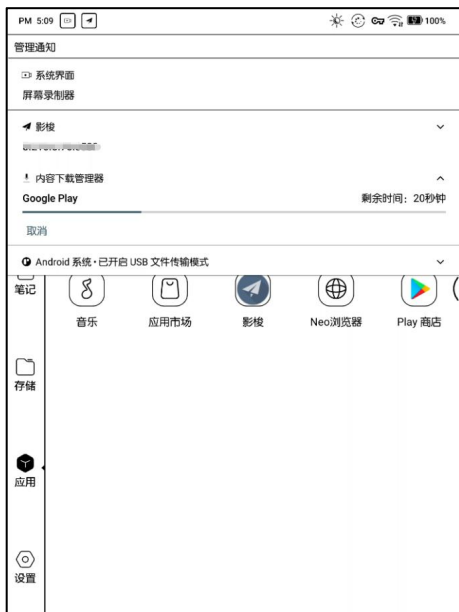 PM 5:09
100%
管理通知
系统界面
屏幕录制器
影梭
内容下载管理器
Google Play 剩余时间：20秒钟
取消
Android 系统 • 已开启 USB 文件传输模式
笔记
音乐 应用市场 影梭 Neo浏览器 Play 商店
存储
应用
设置